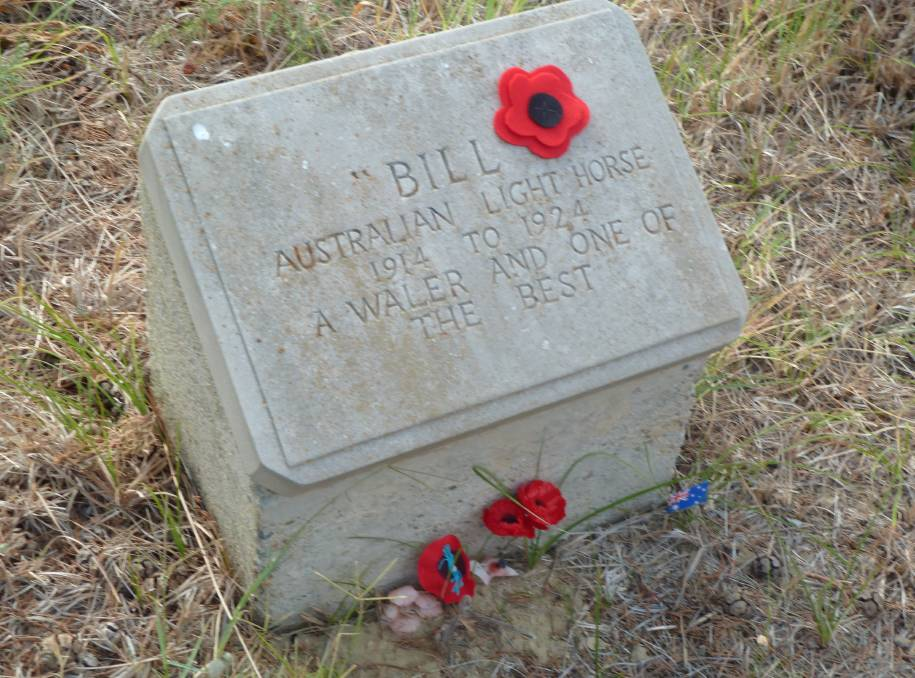 " BILL
AUSTRALIAN LIGHT HORSE
1914 TO 1924
A WALER AND ONE OF
THE BEST